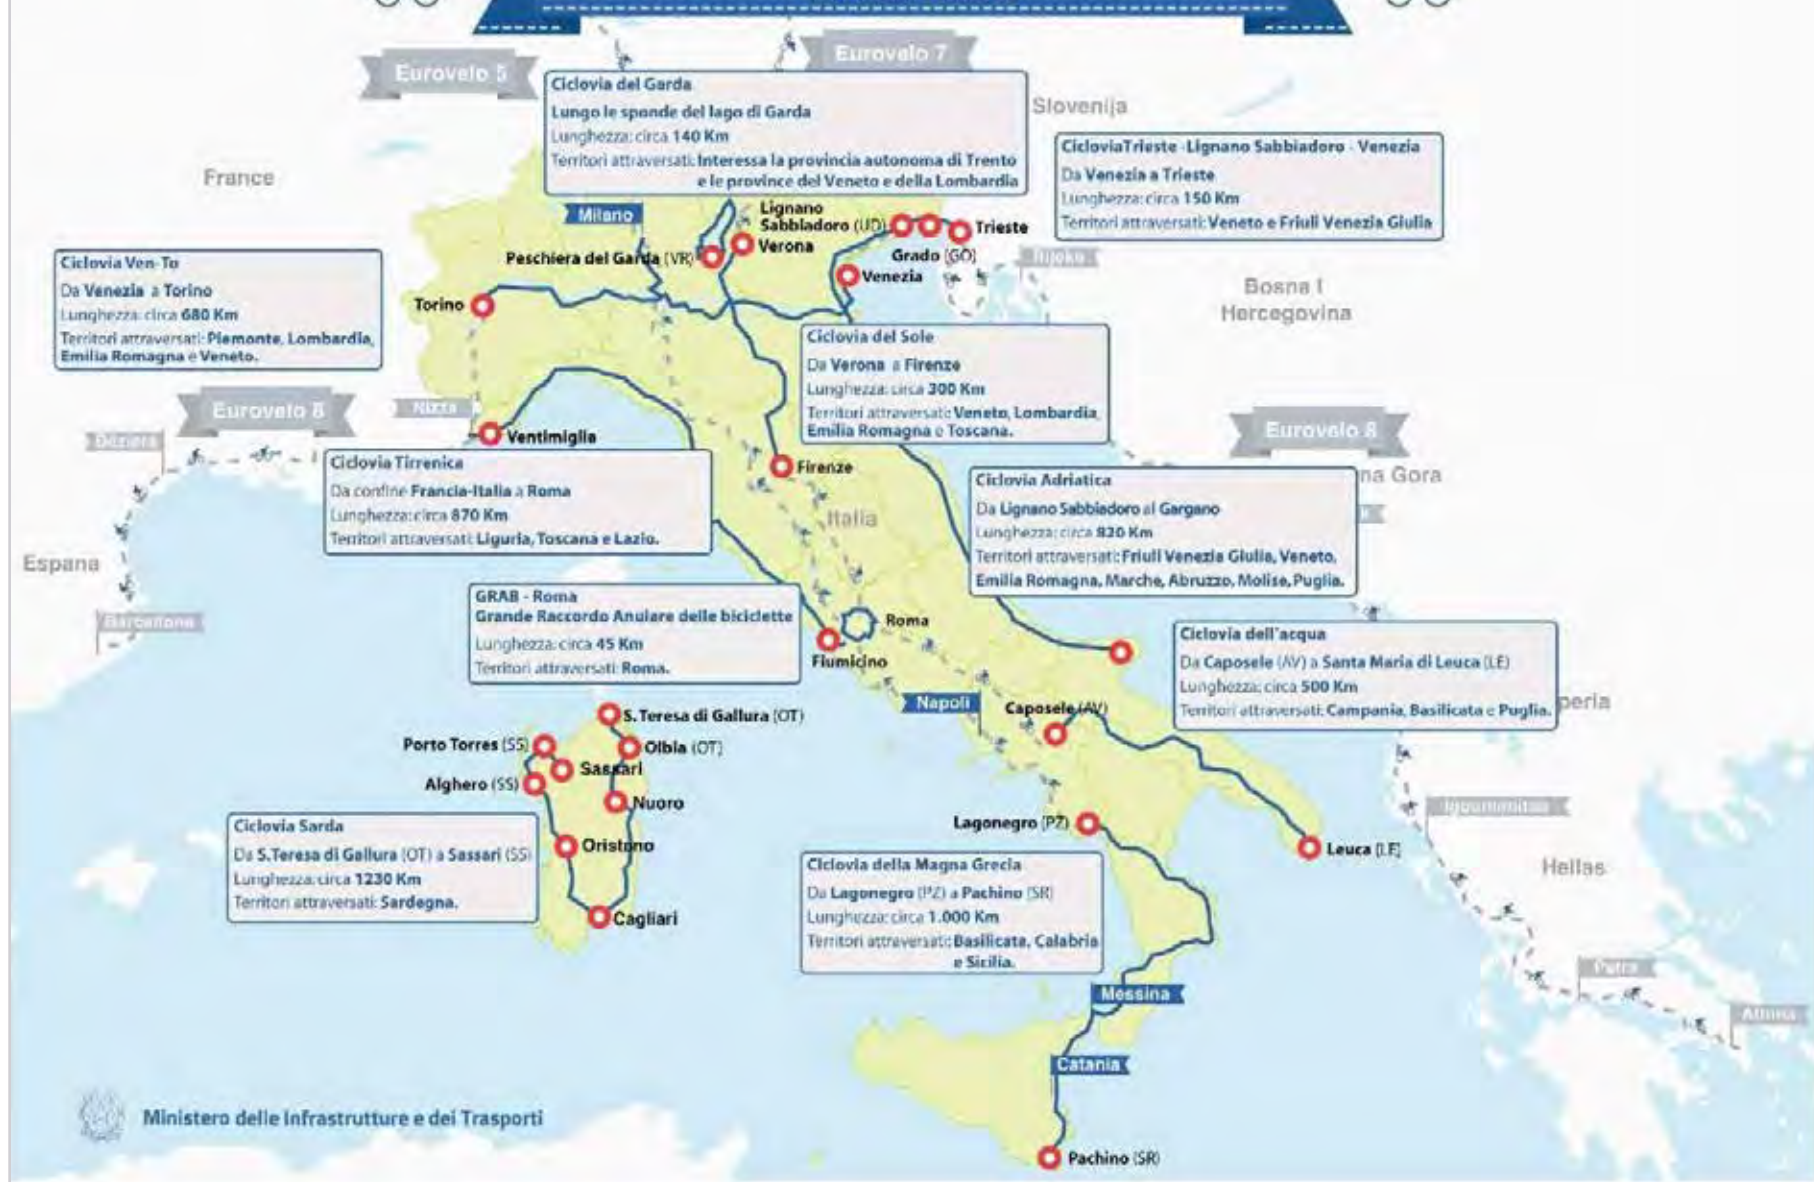 Eurovelo 5
Eurovelo 7
Ciclovia del Garda
Lungo le sponde del lago di Garda
Lunghezza: circa 140 Km
Territori attraversati: Interessa la provincia autonoma di Trento
e le province del Veneto e della Lombardia
Slovenija
CicloviaTrieste -Lignano Sabbiadoro - Venezia
Da Venezia a Trieste
Lunghezza: circa 150 Km
Territori attraversati: Veneto e Friuli Venezia Giulia
France
Milano
Lignano
Sabbiadoro (UD)
Trieste
Verona
Peschiera del Garda (VR)
Grado (GO)
Rijeka
Venezia
Bosna I
Hercegovina
Ciclovia Ven-To
Da Venezia a Torino
Lunghezza: circa 680 Km
Territori attraversati: Piemonte, Lombardia,
Emilia Romagna e Veneto.
Torino
Ciclovia del Sole
Da Verona a Firenze
Lunghezza: circa 300 Km
Territori attraversati: Veneto, Lombardia,
Emilia Romagna e Toscana.
Eurovelo 8
Nizza
Béziers
Ventimiglia
Eurovelo 8
Ciclovia Tirrenica
Da confine Francia-Italia a Roma
Lunghezza: circa 870 Km
Territori attraversati: Liguria, Toscana e Lazio.
Firenze
Italia
Ciclovia Adriatica
Da Lignano Sabbiadoro al Gargano
Lunghezza: circa 820 Km
Territori attraversati: Friuli Venezia Giulia, Veneto,
Emilia Romagna, Marche, Abruzzo, Molise, Puglia.
na Gora
Espana
Barcellona
GRAB - Roma
Grande Raccordo Anulare delle biciclette
Lunghezza: circa 45 Km
Territori attraversati: Roma.
Roma
Fiumicino
Ciclovia dell'acqua
Da Caposele (AV) a Santa Maria di Leuca (LE)
Lunghezza: circa 500 Km
Territori attraversati: Campania, Basilicata e Puglia.
peria
Napoli
Caposele (AV)
S.Teresa di Gallura (OT)
Porto Torres (SS)
Olbia (OT)
Sassari
Alghero (SS)
Nuoro
Igoumenitsa
Lagonegro (PZ)
Leuca (LE)
Ciclovia Sarda
Da S.Teresa di Gallura (OT) a Sassari (SS)
Lunghezza: circa 1230 Km
Territori attraversati: Sardegna.
Oristano
Cagliari
Ciclovia della Magna Grecia
Da Lagonegro (PZ) a Pachino (SR)
Lunghezza: circa 1.000 Km
Territori attraversati: Basilicata, Calabria
e Sicilia.
Hellas
Patra
Messina
Athina
Catania
Ministero delle Infrastrutture e dei Trasporti
Pachino (SR)